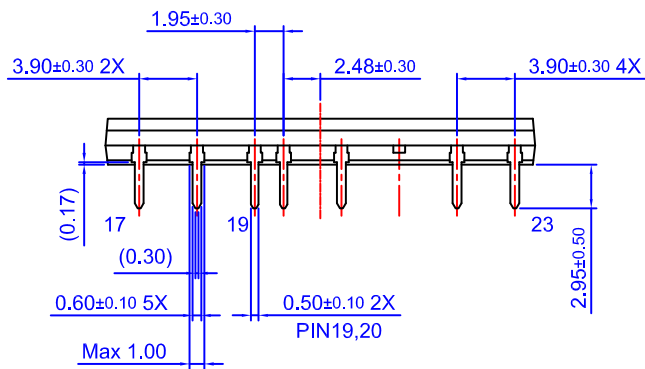 1.95±0.30
3.90±0.30 2X
2.48±0.30
3.90±0.30 4X
(0.17)
17
19
23
2.95±0.50
(0.30)
0.60±0.10 5X
0.50±0.10 2X
PIN19,20
Max 1.00